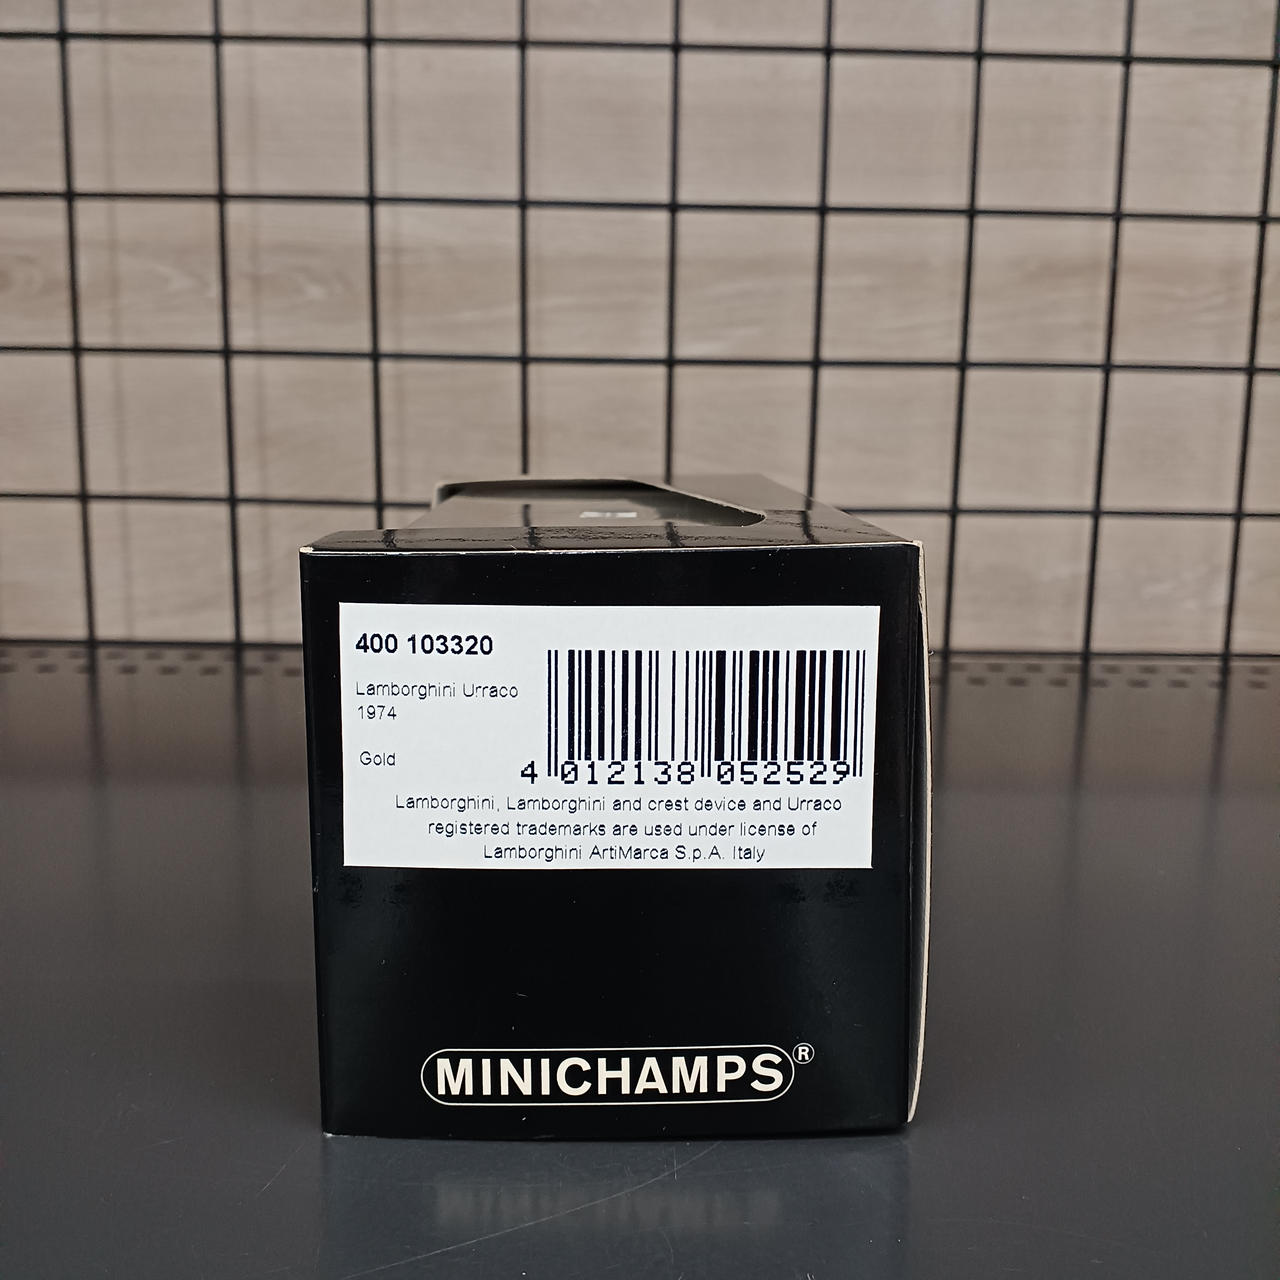 400 103320
Lamborghini Urraco
1974
Gold
4 012138 052529
Lamborghini, Lamborghini and crest device and Urraco
registered trademarks are used under license of
Lamborghini ArtiMarca S.p.A. Italy
MINICHAMPS®